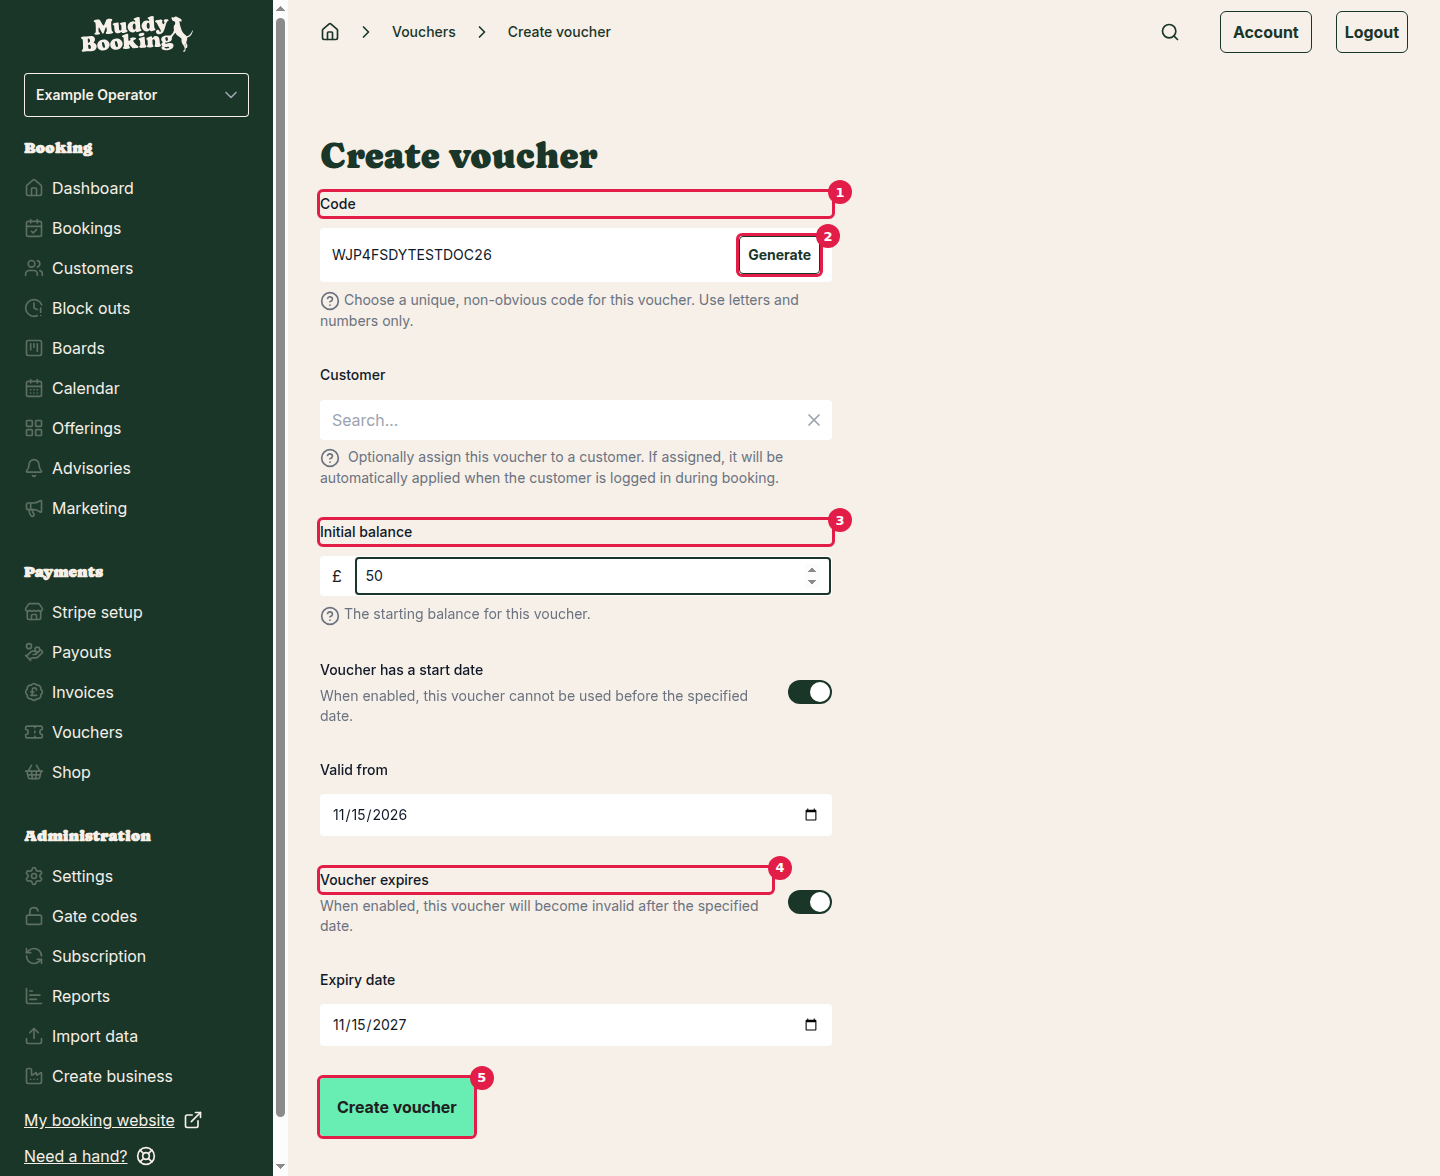 Muddy
Booking
Example Operator
Booking
Dashboard
Bookings
Customers
Block outs
Boards
Calendar
Offerings
Advisories
Marketing
Payments
Stripe setup
Payouts
Invoices
Vouchers
Shop
Administration
Settings
Gate codes
Subscription
Reports
Import data
Create business
My booking website
Need a hand?
Vouchers
Create voucher
Account
Logout
Create voucher
Code
1
WJP4FSDYTESTDOC26
Generate
2
Choose a unique, non-obvious code for this voucher. Use letters and
numbers only.
Customer
Search...
Optionally assign this voucher to a customer. If assigned, it will be
automatically applied when the customer is logged in during booking.
Initial balance
3
£
50
The starting balance for this voucher.
Voucher has a start date
When enabled, this voucher cannot be used before the specified
date.
Valid from
11/15/2026
Voucher expires
4
When enabled, this voucher will become invalid after the specified
date.
Expiry date
11/15/2027
Create voucher
5